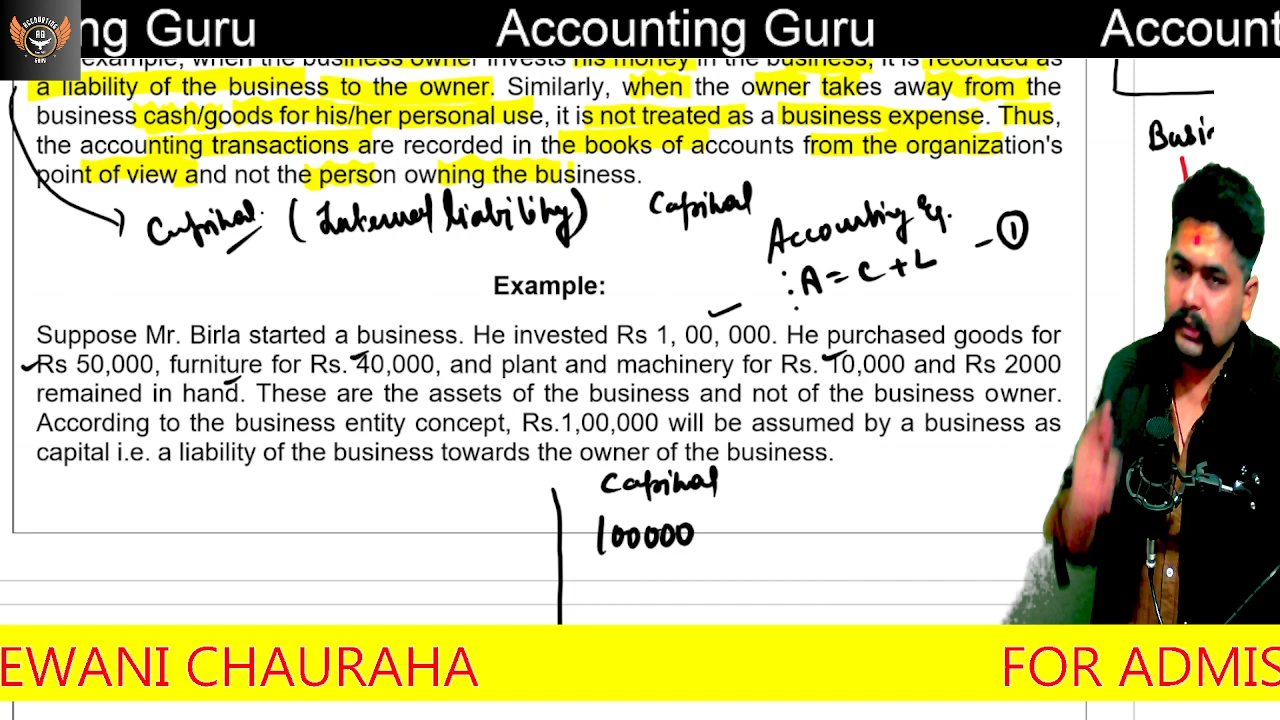 ng Guru
Accounting Guru
Account
ACCOUNTING
AG
example, when the business owner invests his money in the business, it is recorded as
a liability of the business to the owner. Similarly, when the owner takes away from the
business cash/goods for his/her personal use, it is not treated as a business expense. Thus,
the accounting transactions are recorded in the books of accounts from the organization's
point of view and not the person owning the business.
Busin
Capital (Internal liability)
Capital
Accounting Eq.
∴ A = C + L - ①
Example:
Suppose Mr. Birla started a business. He invested Rs 1, 00, 000. He purchased goods for
Rs 50,000, furniture for Rs. 40,000, and plant and machinery for Rs. 10,000 and Rs 2000
remained in hand. These are the assets of the business and not of the business owner.
According to the business entity concept, Rs.1,00,000 will be assumed by a business as
capital i.e. a liability of the business towards the owner of the business.
Capital
100000
EWANI CHAURAHA
FOR ADMIS